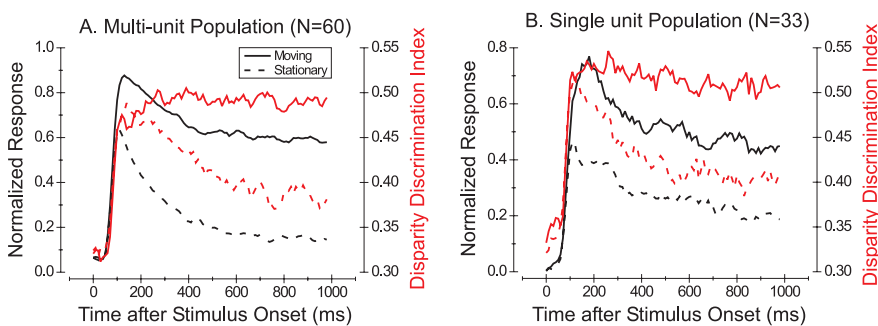 A. Multi-unit Population (N=60)
Normalized Response
1.0
0.8
0.6
0.4
0.2
0.0
Moving
Stationary
0.55
0.50
0.45
0.40
0.35
0.30
Disparity Discrimination Index
0 200 400 600 800 1000
Time after Stimulus Onset (ms)
B. Single unit Population (N=33)
Normalized Response
0.8
0.6
0.4
0.2
0.0
0.55
0.50
0.45
0.40
0.35
0.30
Disparity Discrimination Index
0 200 400 600 800 1000
Time after Stimulus Onset (ms)